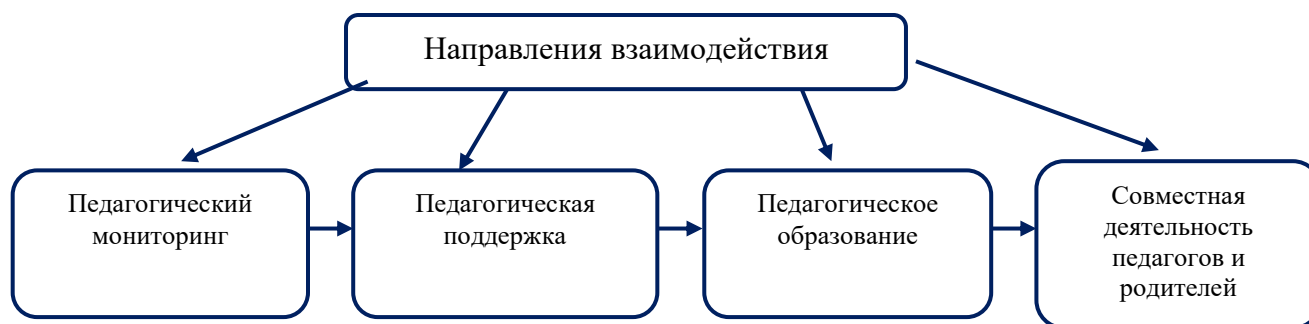 Направления взаимодействия
Педагогический
мониторинг
Педагогическая
поддержка
Педагогическое
образование
Совместная
деятельность
педагогов и
родителей